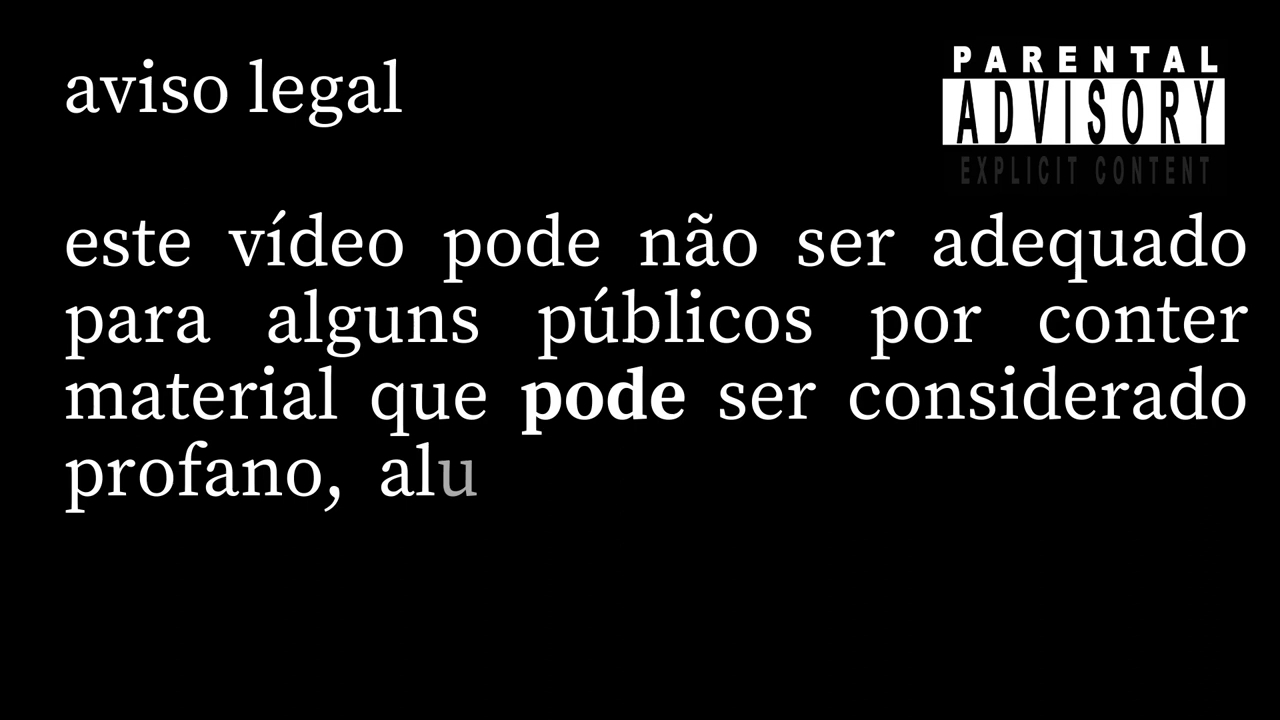 aviso legal
PARENTAL
ADVISORY
EXPLICIT CONTENT
este vídeo pode não ser adequado
para alguns públicos por conter
material que pode ser considerado
profano, alu